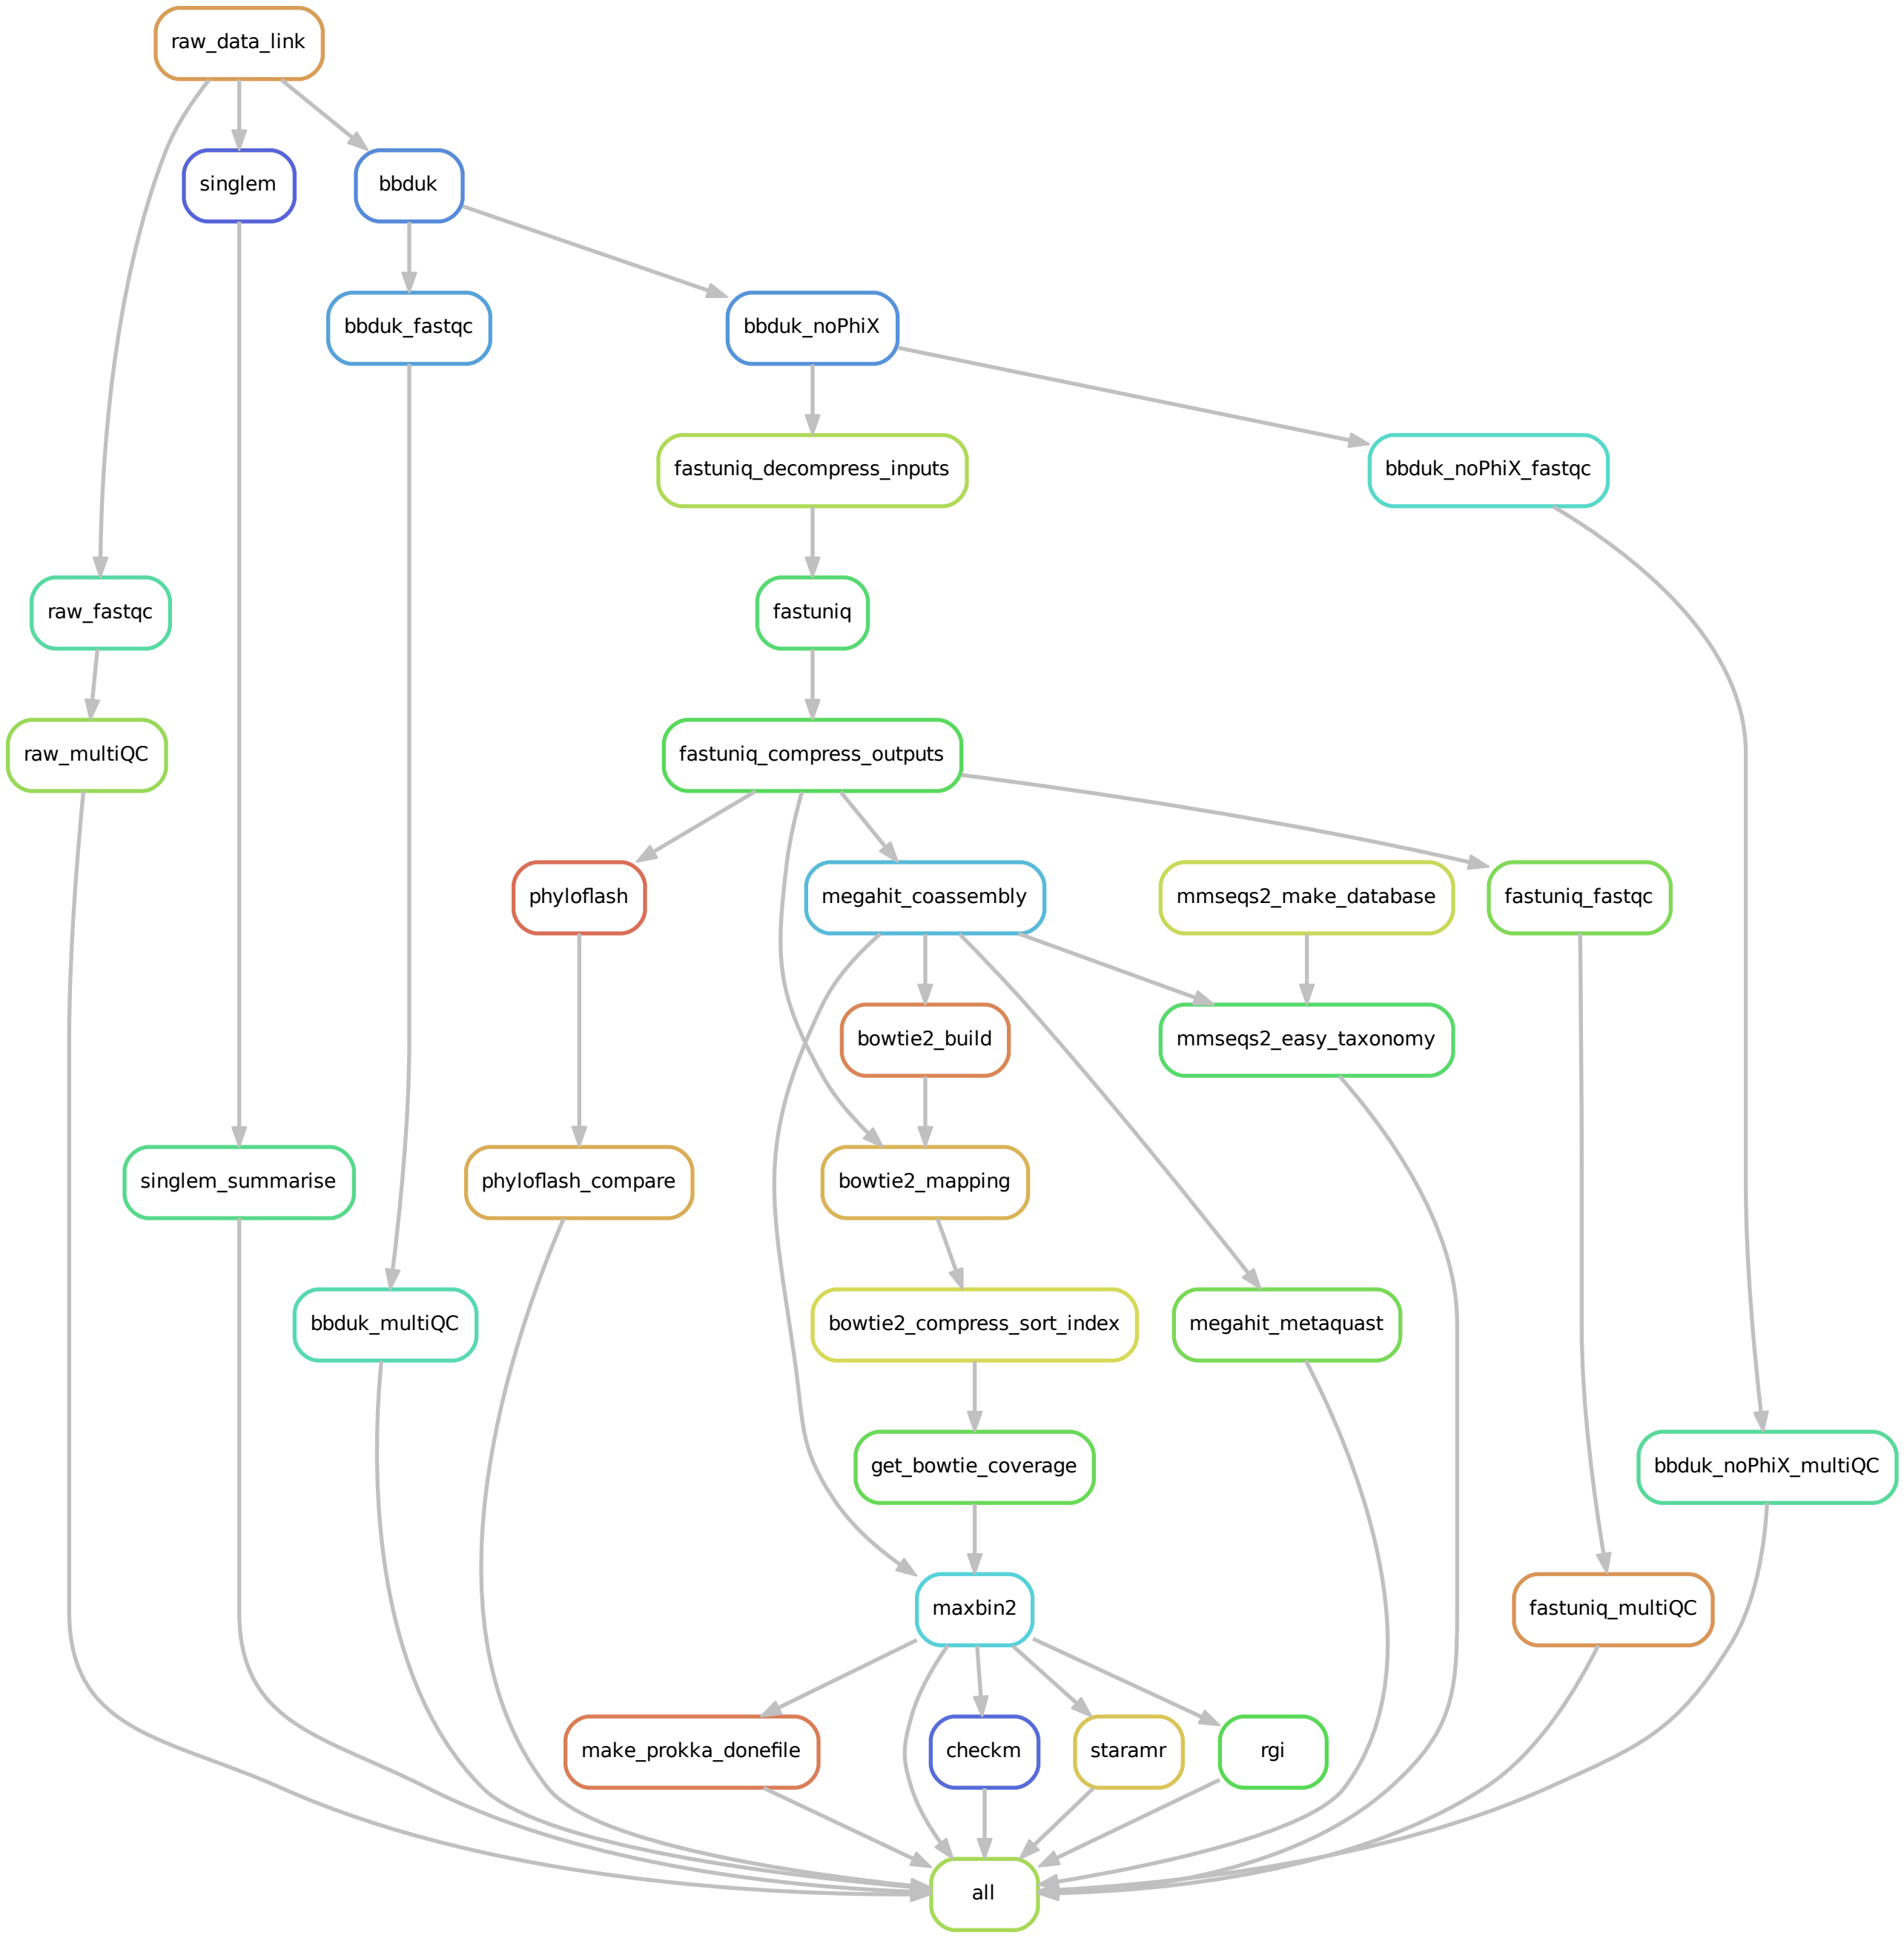 raw_data_link
singlem
bbduk
bbduk_fastqc
bbduk_noPhiX
fastuniq_decompress_inputs
bbduk_noPhiX_fastqc
raw_fastqc
fastuniq
raw_multiQC
fastuniq_compress_outputs
phyloflash
megahit_coassembly
mmseqs2_make_database
fastuniq_fastqc
bowtie2_build
mmseqs2_easy_taxonomy
singlem_summarise
phyloflash_compare
bowtie2_mapping
bbduk_multiQC
bowtie2_compress_sort_index
megahit_metaquast
get_bowtie_coverage
bbduk_noPhiX_multiQC
maxbin2
fastuniq_multiQC
make_prokka_donefile
checkm
staramr
rgi
all